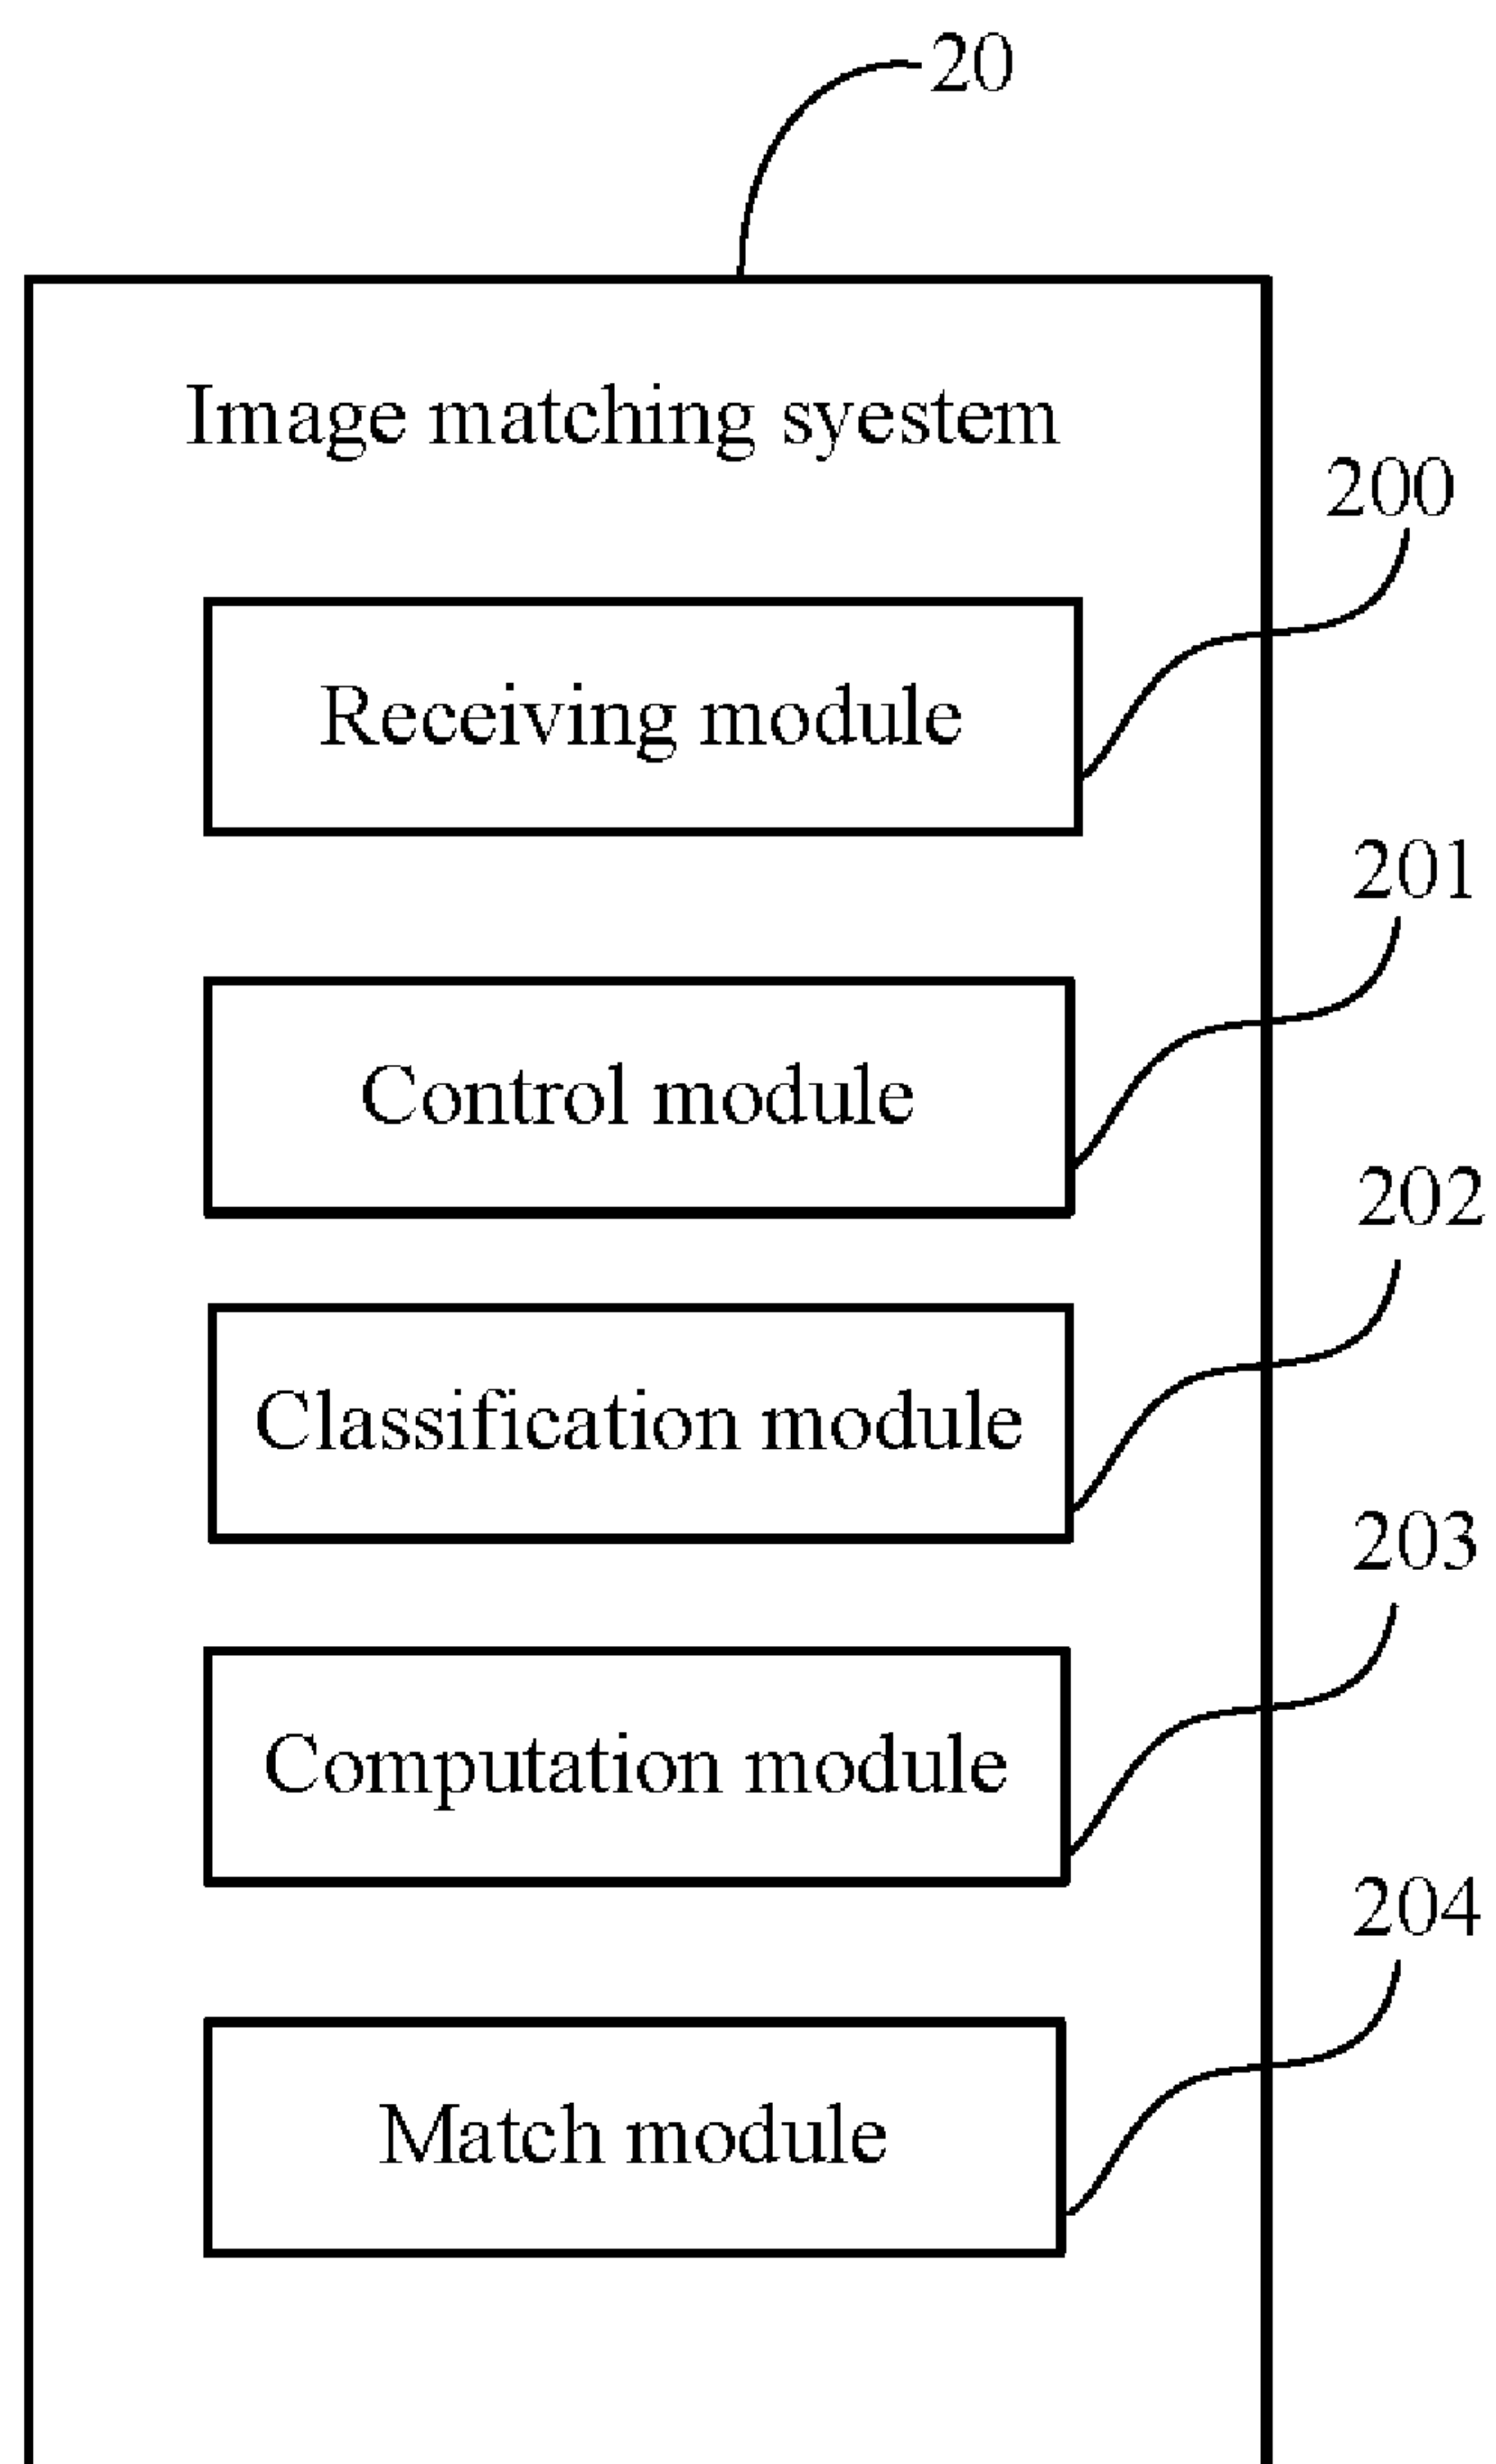 20
Image matching syestem
200
Receiving module
201
Control module
202
Classification module
203
Computation module
204
Match module